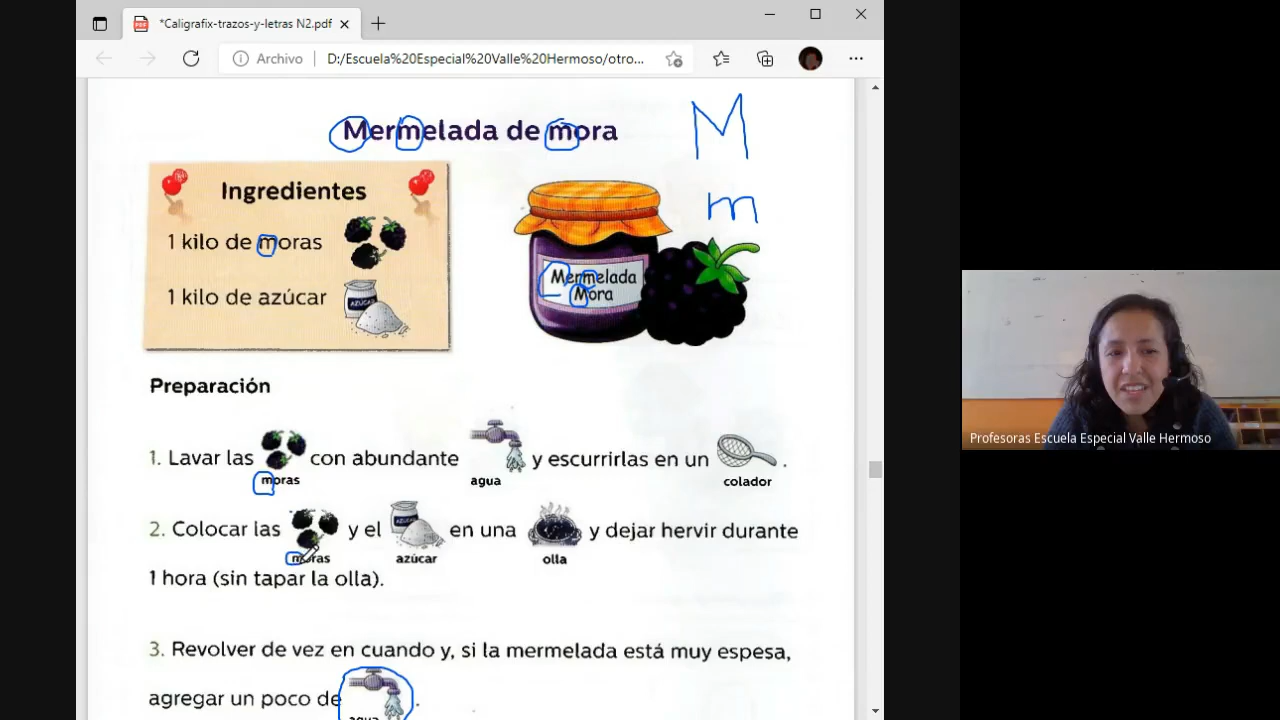 *Caligrafix-trazos-y-letras N2.pdf
Archivo D:/Escuela%20Especial%20Valle%20Hermoso/otro...
Mermelada de mora
M
m
Ingredientes
1 kilo de moras
1 kilo de azúcar
AZÚCAR
Mermelada
Mora
Preparación
1. Lavar las moras con abundante agua y escurrirlas en un colador.
2. Colocar las moras y el azúcar en una olla y dejar hervir durante
1 hora (sin tapar la olla).
3. Revolver de vez en cuando y, si la mermelada está muy espesa,
agregar un poco de agua.
Profesoras Escuela Especial Valle Hermoso